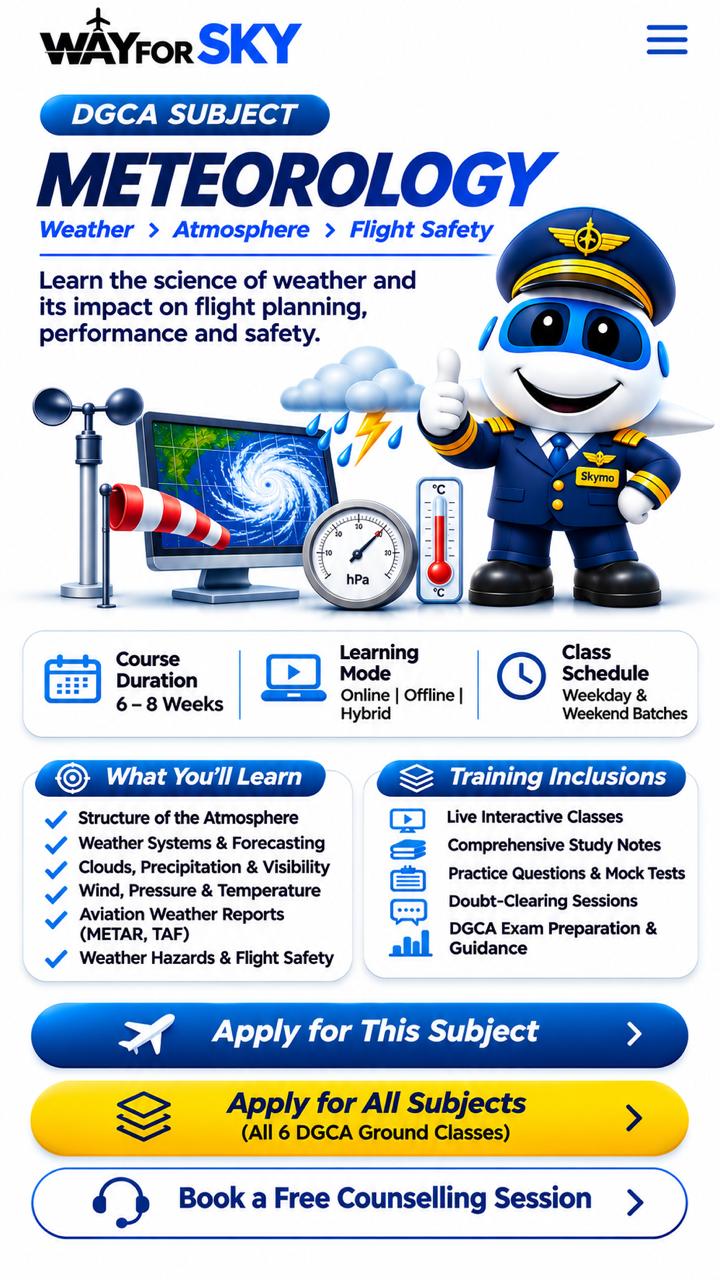 WAY FOR SKY
DGCA SUBJECT
METEOROLOGY
Weather > Atmosphere > Flight Safety
Learn the science of weather and
its impact on flight planning,
performance and safety.
Skymo
°C
°C
hPa
Course
Duration
6 – 8 Weeks
Learning
Mode
Online | Offline |
Hybrid
Class
Schedule
Weekday &
Weekend Batches
What You'll Learn
Structure of the Atmosphere
Weather Systems & Forecasting
Clouds, Precipitation & Visibility
Wind, Pressure & Temperature
Aviation Weather Reports
(METAR, TAF)
Weather Hazards & Flight Safety
Training Inclusions
Live Interactive Classes
Comprehensive Study Notes
Practice Questions & Mock Tests
Doubt-Clearing Sessions
DGCA Exam Preparation &
Guidance
Apply for This Subject
Apply for All Subjects
(All 6 DGCA Ground Classes)
Book a Free Counselling Session